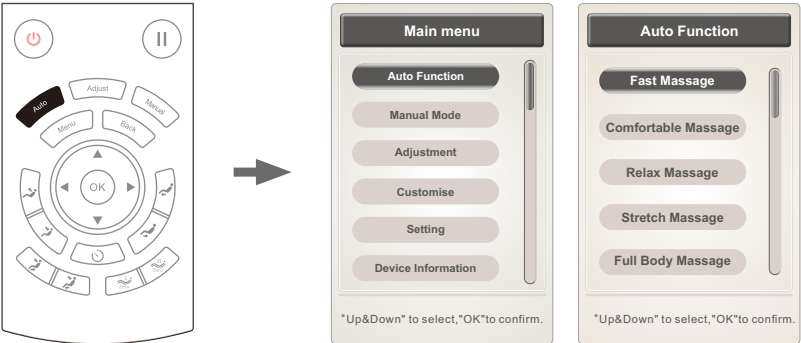 Auto
Adjust
Manual
Menu
Back
OK
Main menu
Auto Function
Manual Mode
Adjustment
Customise
Setting
Device Information
"Up&Down" to select,"OK"to confirm.
Auto Function
Fast Massage
Comfortable Massage
Relax Massage
Stretch Massage
Full Body Massage
"Up&Down" to select,"OK"to confirm.